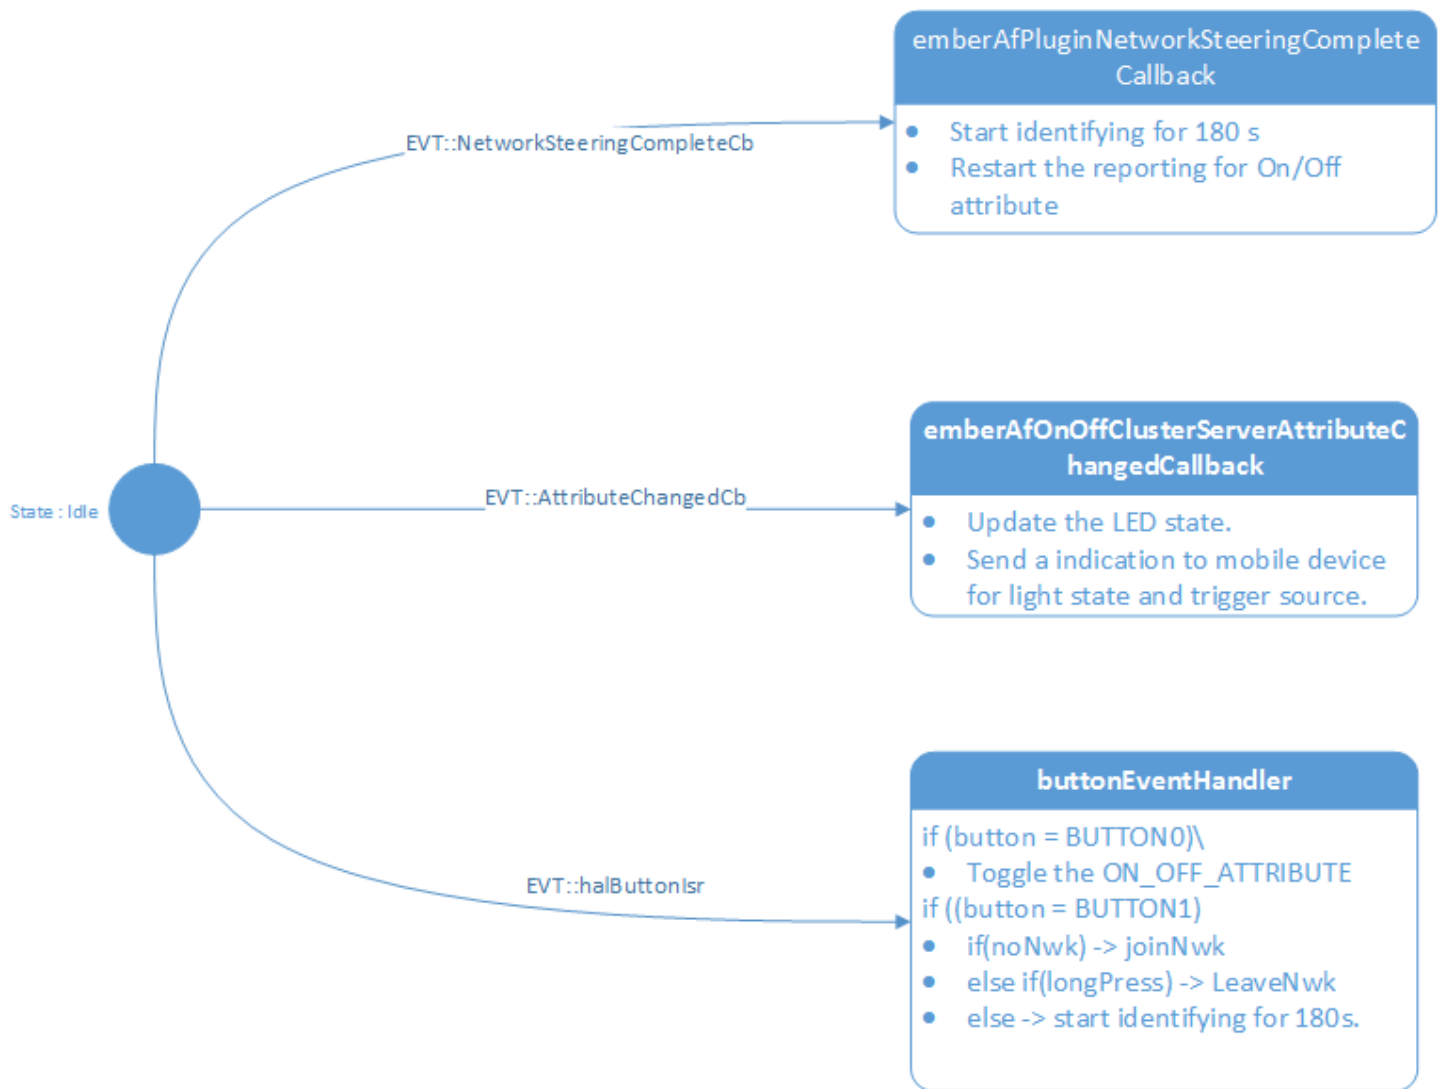 emberAfPluginNetworkSteeringComplete
Callback
EVT::NetworkSteeringCompleteCb
• Start identifying for 180 s
• Restart the reporting for On/Off
attribute
emberAfOnOffClusterServerAttributeC
hangedCallback
State : Idle
EVT::AttributeChangedCb
• Update the LED state.
• Send a indication to mobile device
for light state and trigger source.
buttonEventHandler
EVT::halButtonIsr
if (button = BUTTON0)\
• Toggle the ON_OFF_ATTRIBUTE
if ((button = BUTTON1)
• if(noNwk) -> joinNwk
• else if(longPress) -> LeaveNwk
• else -> start identifying for 180s.